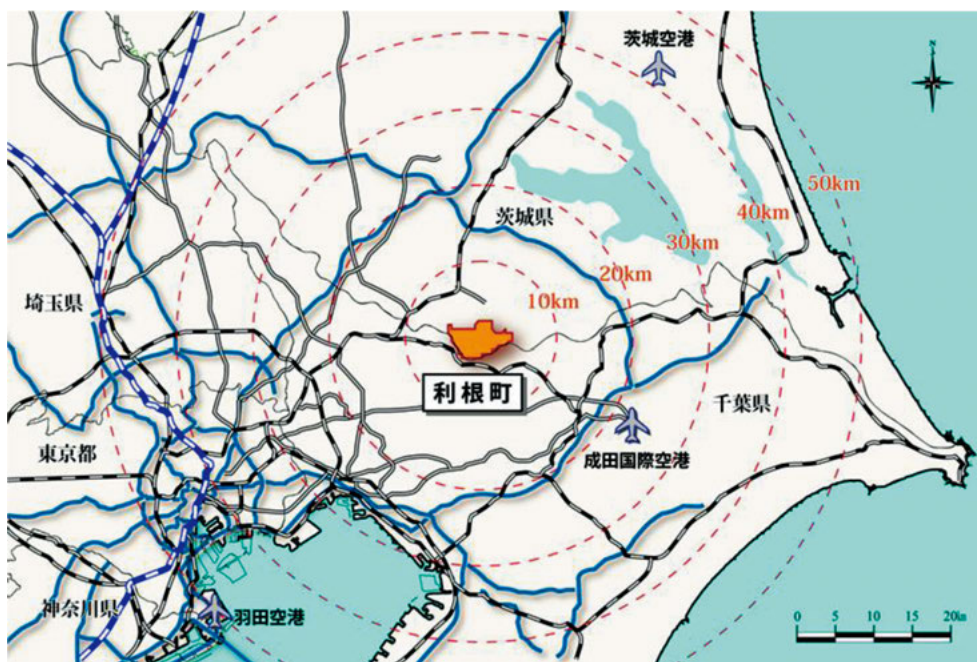 茨城空港
N
50km
40km
茨城県
30km
20km
埼玉県
10km
利根町
千葉県
東京都
成田国際空港
神奈川県
羽田空港
0 5 10 15 20㎞